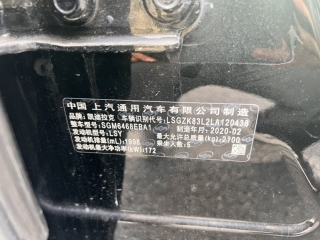 中国上汽通用汽车有限公司制造
品牌：凯迪拉克 车辆识别代号：LSGZK83L2LA120438
整车型号：SGM6468EBA1 制造年月：2020-02
发动机型号：LSY 最大允许总质量(kg)：2700
发动机排量(mL)：1998 乘坐人数：5
发动机最大净功率(kW)：172